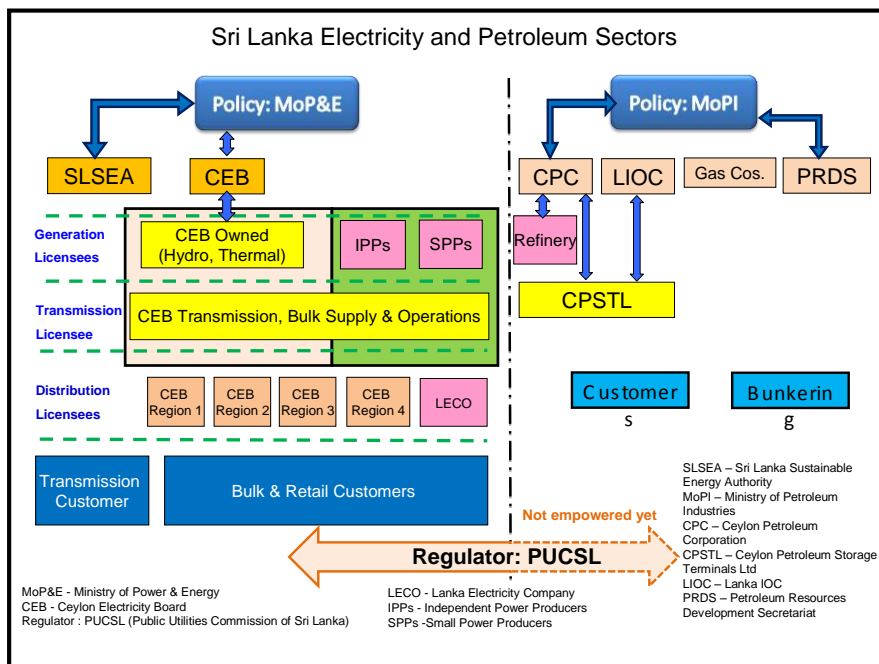 Sri Lanka Electricity and Petroleum Sectors
Policy: MoP&E
SLSEA
CEB
Generation
Licensees
CEB Owned
(Hydro, Thermal)
IPPs
SPPs
Transmission
Licensee
CEB Transmission, Bulk Supply & Operations
Distribution
Licensees
CEB
Region 1
CEB
Region 2
CEB
Region 3
CEB
Region 4
LECO
Transmission
Customer
Bulk & Retail Customers
Policy: MoPI
CPC
LIOC
Gas Cos.
PRDS
Refinery
CPSTL
Customer
s
Bunkerin
g
Not empowered yet
Regulator: PUCSL
MoP&E - Ministry of Power & Energy
CEB - Ceylon Electricity Board
Regulator : PUCSL (Public Utilities Commission of Sri Lanka)
LECO - Lanka Electricity Company
IPPs - Independent Power Producers
SPPs -Small Power Producers
SLSEA – Sri Lanka Sustainable
Energy Authority
MoPI – Ministry of Petroleum
Industries
CPC – Ceylon Petroleum
Corporation
CPSTL – Ceylon Petroleum Storage
Terminals Ltd
LIOC – Lanka IOC
PRDS – Petroleum Resources
Development Secretariat